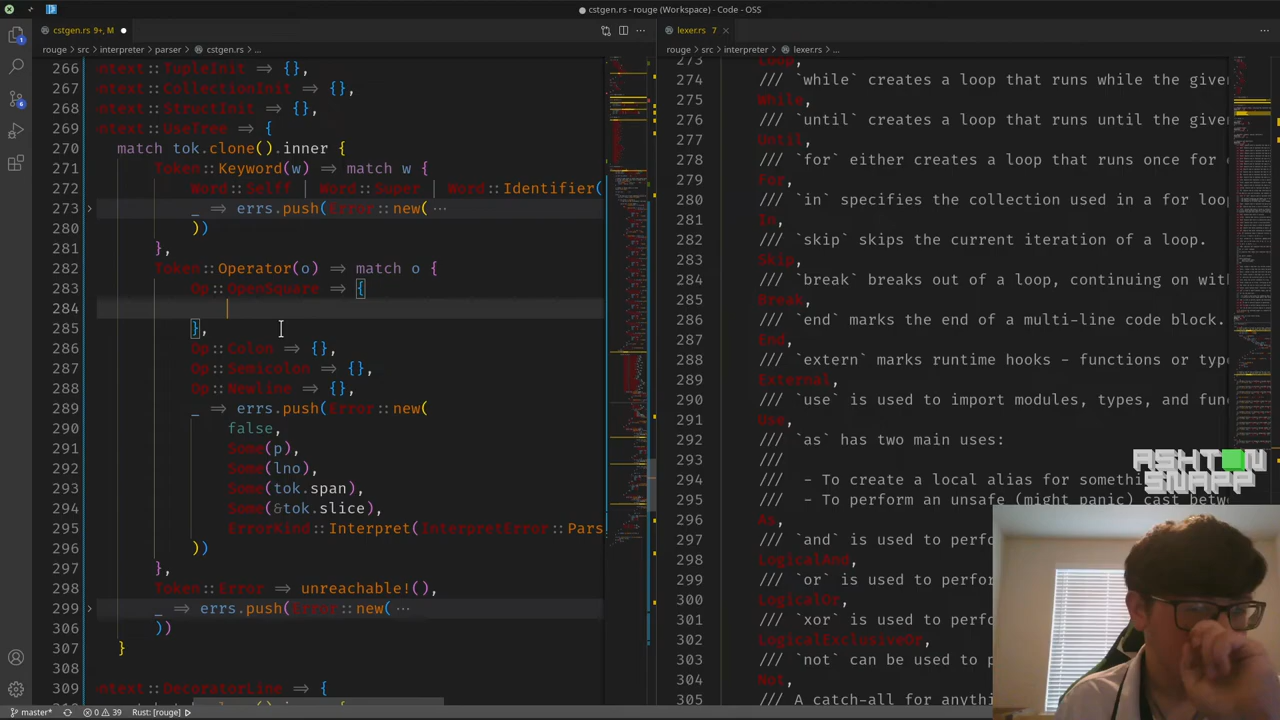 cstgen.rs (Workspace) - Code - OSS
cstgen.rs 9+, M
lexer.rs 7
rouge > src > interpreter > parser > cstgen.rs > ...
rouge > src > interpreter > lexer.rs > ...
266 ntext::TupleInit ⇒ {},
267 ntext::CollectionInit ⇒ {},
268 ntext::StructInit ⇒ {},
269 ntext::UseTree ⇒ {
270 match tok.clone().inner {
271 Token::Keyword(w) ⇒ match w {
272 Word::Selff | Word::Super | Word::Identifier(
273 _ ⇒ errs.push(Error::new( ⋯
280 ))
281 },
282 Token::Operator(o) ⇒ match o {
283 Op::OpenSquare ⇒ {
284
285 },
286 Op::Colon ⇒ {},
287 Op::Semicolon ⇒ {},
288 Op::Newline ⇒ {},
289 _ ⇒ errs.push(Error::new(
290 false,
291 Some(p),
292 Some(lno),
293 Some(tok.span),
294 Some(&tok.slice),
295 ErrorKind::Interpret(InterpretError::Pars
296 ))
297 },
298 Token::Error ⇒ unreachable!(),
299 _ ⇒ errs.push(Error::new( ⋯
306 ))
307 }
308
309 ntext::DecoratorLine ⇒ {
273 Loop,
274 /// `while` creates a loop that runs while the give
275 While,
276 /// `until` creates a loop that runs until the give
277 Until,
278 /// `for` either creates a loop that runs once for
279 For,
280 /// `in` specifies the collection used in a for loo
281 In,
282 /// `skip` skips the current iteration of a loop.
283 Skip,
284 /// `break` breaks out of a loop, continuing on wit
285 Break,
286 /// `end` marks the end of a multi-line code block.
287 End,
288 /// `extern` marks runtime hooks - functions or typ
289 External,
290 /// `use` is used to import modules, types, and fun
291 Use,
292 /// `as` has two main uses:
293 ///
294 /// - To create a local alias for somethi
295 /// - To perform an unsafe (might panic) cast betw
296 As,
297 /// `and` is used to perfo
298 LogicalAnd,
299 /// `or` is used to perfor
300 LogicalOr,
301 /// `xor` is used to perfo
302 LogicalExclusiveOr,
303 /// `not` can be used to p
304 Not,
305 /// A catch-all for anythin
ASHTON
SNAPP
master* 0 39 Rust: [rouge]